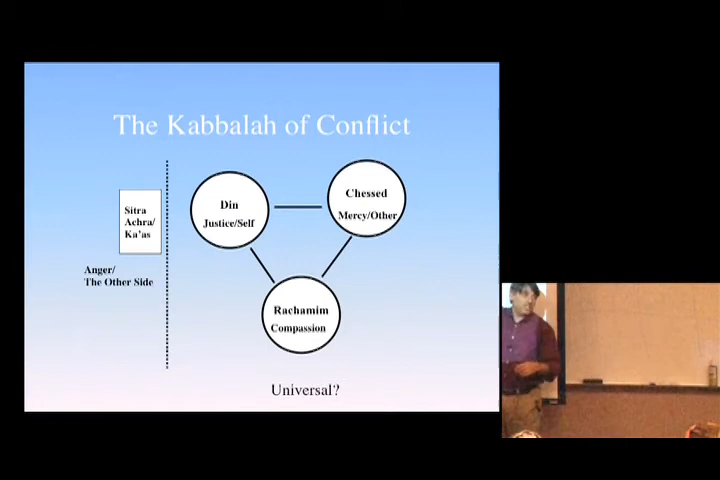 The Kabbalah of Conflict
Sitra
Achra/
Ka'as
Anger/
The Other Side
Din
Justice/Self
Chessed
Mercy/Other
Rachamim
Compassion
Universal?